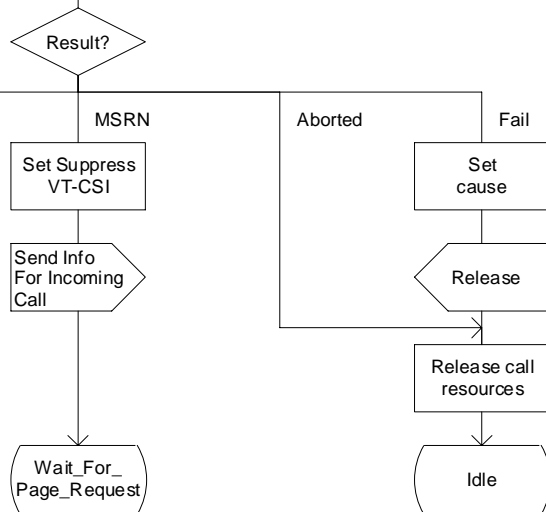 Result?
MSRN
Aborted
Fail
Set Suppress
VT-CSI
Set
cause
Send Info
For Incoming
Call
Release
Release call
resources
Wait_For_
Page_Request
Idle